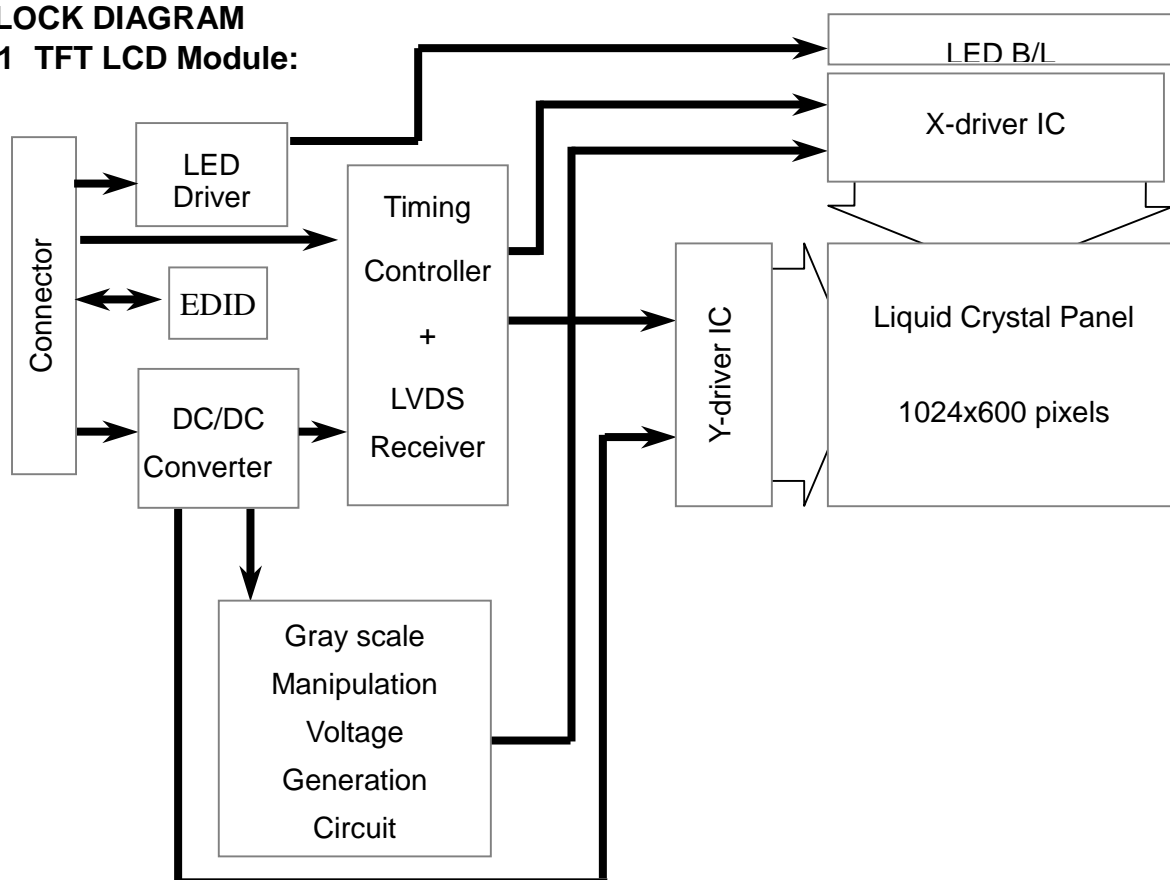 LOCK DIAGRAM
1 TFT LCD Module:
LED B/L
X-driver IC
LED
Driver
Timing
Controller
+
LVDS
Receiver
Connector
EDID
DC/DC
Converter
Y-driver IC
Liquid Crystal Panel
1024x600 pixels
Gray scale
Manipulation
Voltage
Generation
Circuit